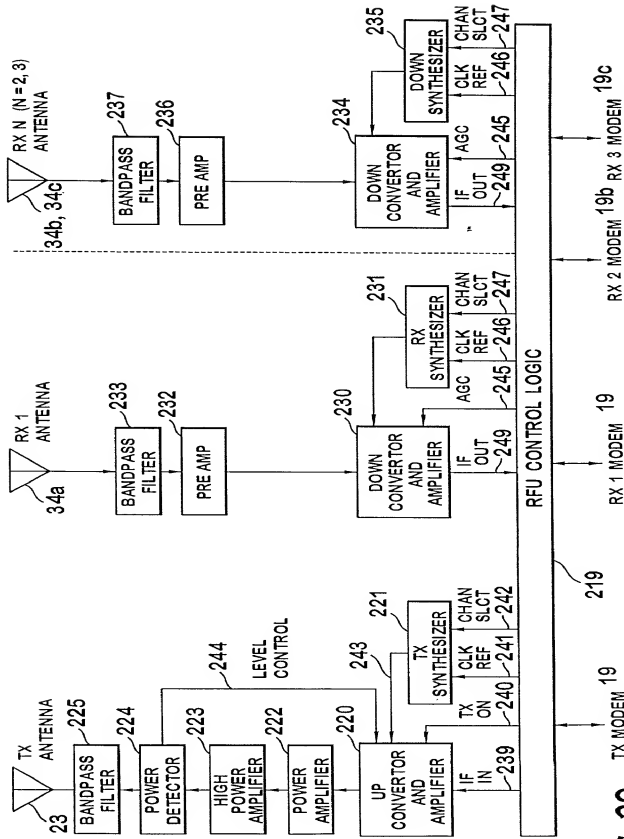 TX ANTENNA
23
BANDPASS FILTER
225
POWER DETECTOR
224
HIGH POWER AMPLIFIER
223
POWER AMPLIFIER
222
UP CONVERTOR AND AMPLIFIER
220
LEVEL CONTROL
244
243
TX SYNTHESIZER
221
IF IN
239
TX ON
240
CLK REF
241
CHAN SLCT
242
RX 1 ANTENNA
34a
BANDPASS FILTER
233
PRE AMP
232
DOWN CONVERTOR AND AMPLIFIER
230
RX SYNTHESIZER
231
IF OUT
249
AGC
245
CLK REF
246
CHAN SLCT
247
RX N (N = 2, 3) ANTENNA
34b, 34c
BANDPASS FILTER
237
PRE AMP
236
DOWN CONVERTOR AND AMPLIFIER
234
DOWN SYNTHESIZER
235
IF OUT
249
AGC
245
CLK REF
246
CHAN SLCT
247
RFU CONTROL LOGIC
219
TX MODEM 19
RX 1 MODEM 19
RX 2 MODEM 19b
RX 3 MODEM 19c